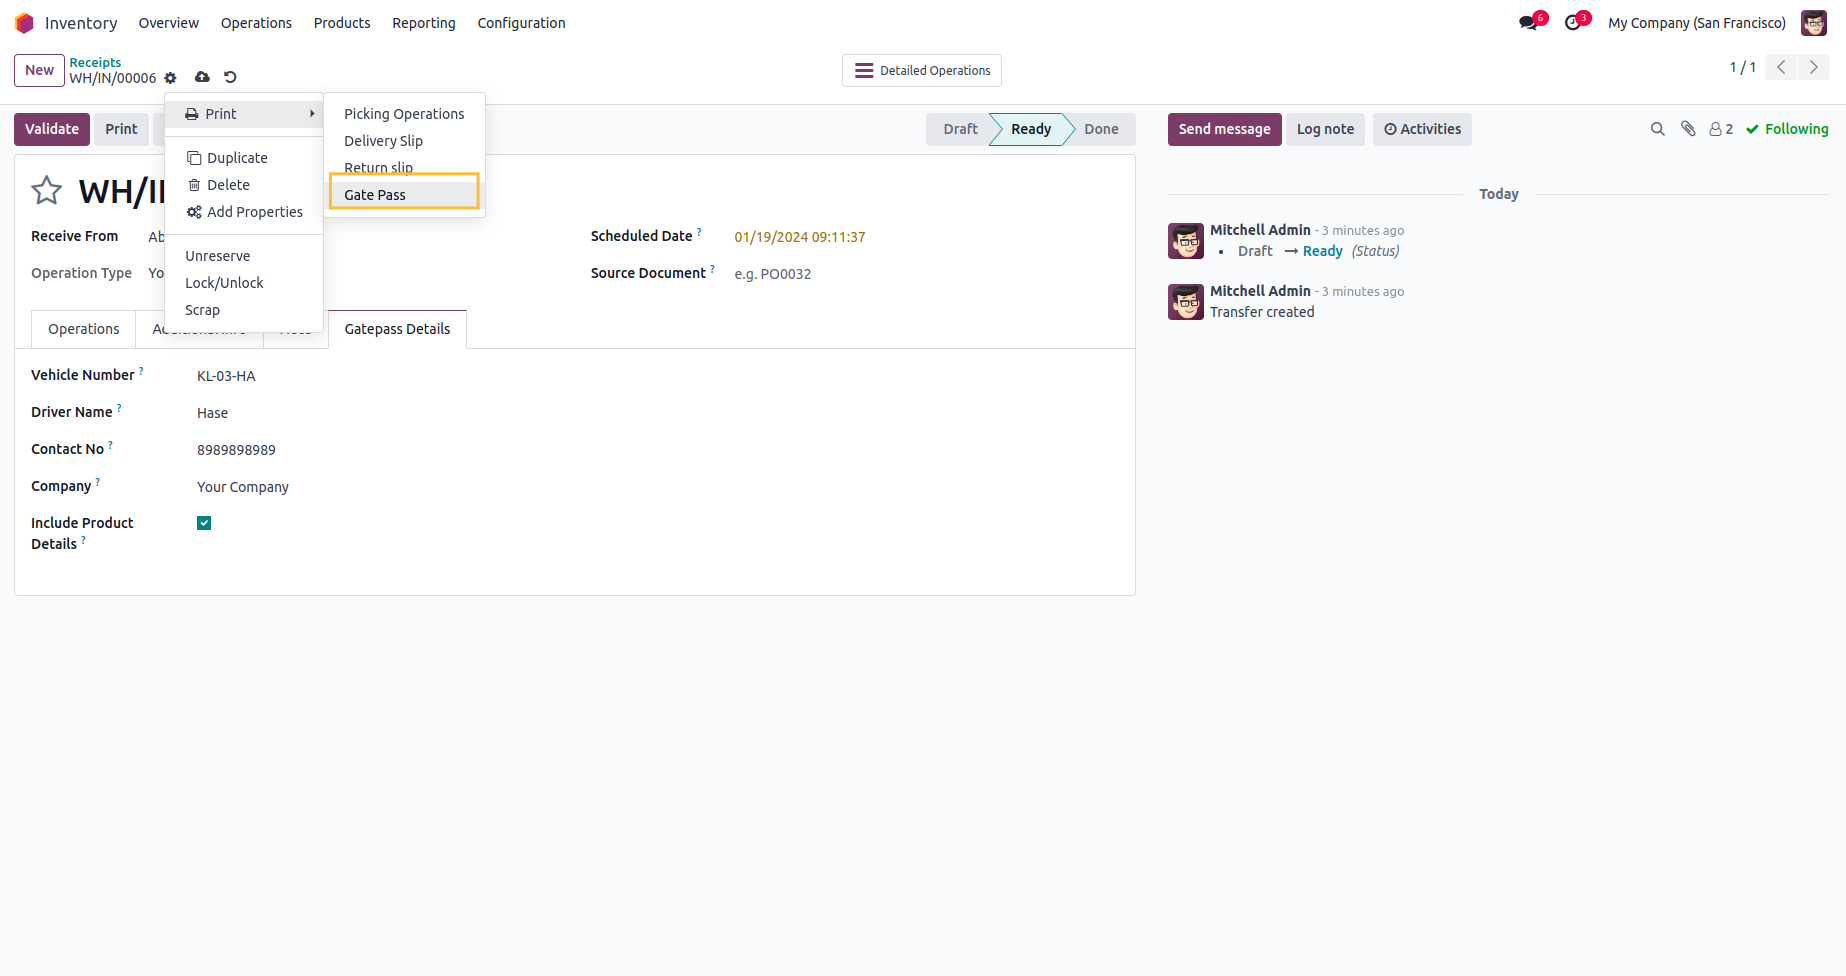 Inventory Overview Operations Products Reporting Configuration 6 3 My Company (San Francisco)
New Receipts
WH/IN/00006
Detailed Operations
1 / 1
Print
Duplicate
Delete
Add Properties
Unreserve
Lock/Unlock
Scrap
Picking Operations
Delivery Slip
Return slip
Gate Pass
Validate Print Draft Ready Done Send message Log note Activities 2 Following
WH/I
Receive From Ab
Scheduled Date ? 01/19/2024 09:11:37
Operation Type Yo
Source Document ? e.g. PO0032
Operations Gatepass Details
Vehicle Number ? KL-03-HA
Driver Name ? Hase
Contact No ? 8989898989
Company ? Your Company
Include Product
Details ?
Today
Mitchell Admin - 3 minutes ago
• Draft → Ready (Status)
Mitchell Admin - 3 minutes ago
Transfer created